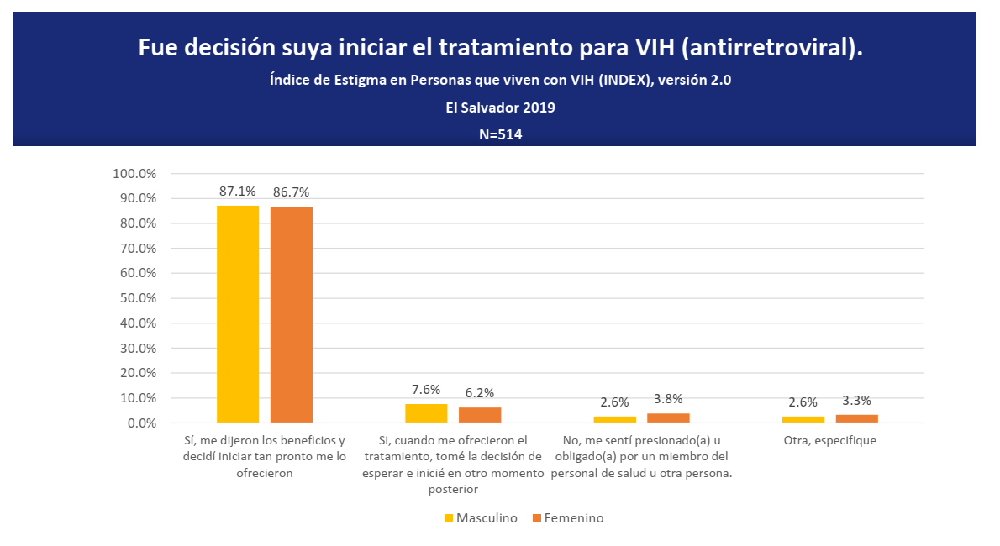 Fue decisión suya iniciar el tratamiento para VIH (antirretroviral).
Índice de Estigma en Personas que viven con VIH (INDEX), versión 2.0
El Salvador 2019
N=514
100.0%
90.0%
80.0%
70.0%
60.0%
50.0%
40.0%
30.0%
20.0%
10.0%
0.0%
87.1%
86.7%
7.6%
6.2%
2.6%
3.8%
2.6%
3.3%
Sí, me dijeron los beneficios y
decidí iniciar tan pronto me lo
ofrecieron
Si, cuando me ofrecieron el
tratamiento, tomé la decisión de
esperar e inicié en otro momento
posterior
No, me sentí presionado(a) u
obligado(a) por un miembro del
personal de salud u otra persona.
Otra, especifique
Masculino
Femenino